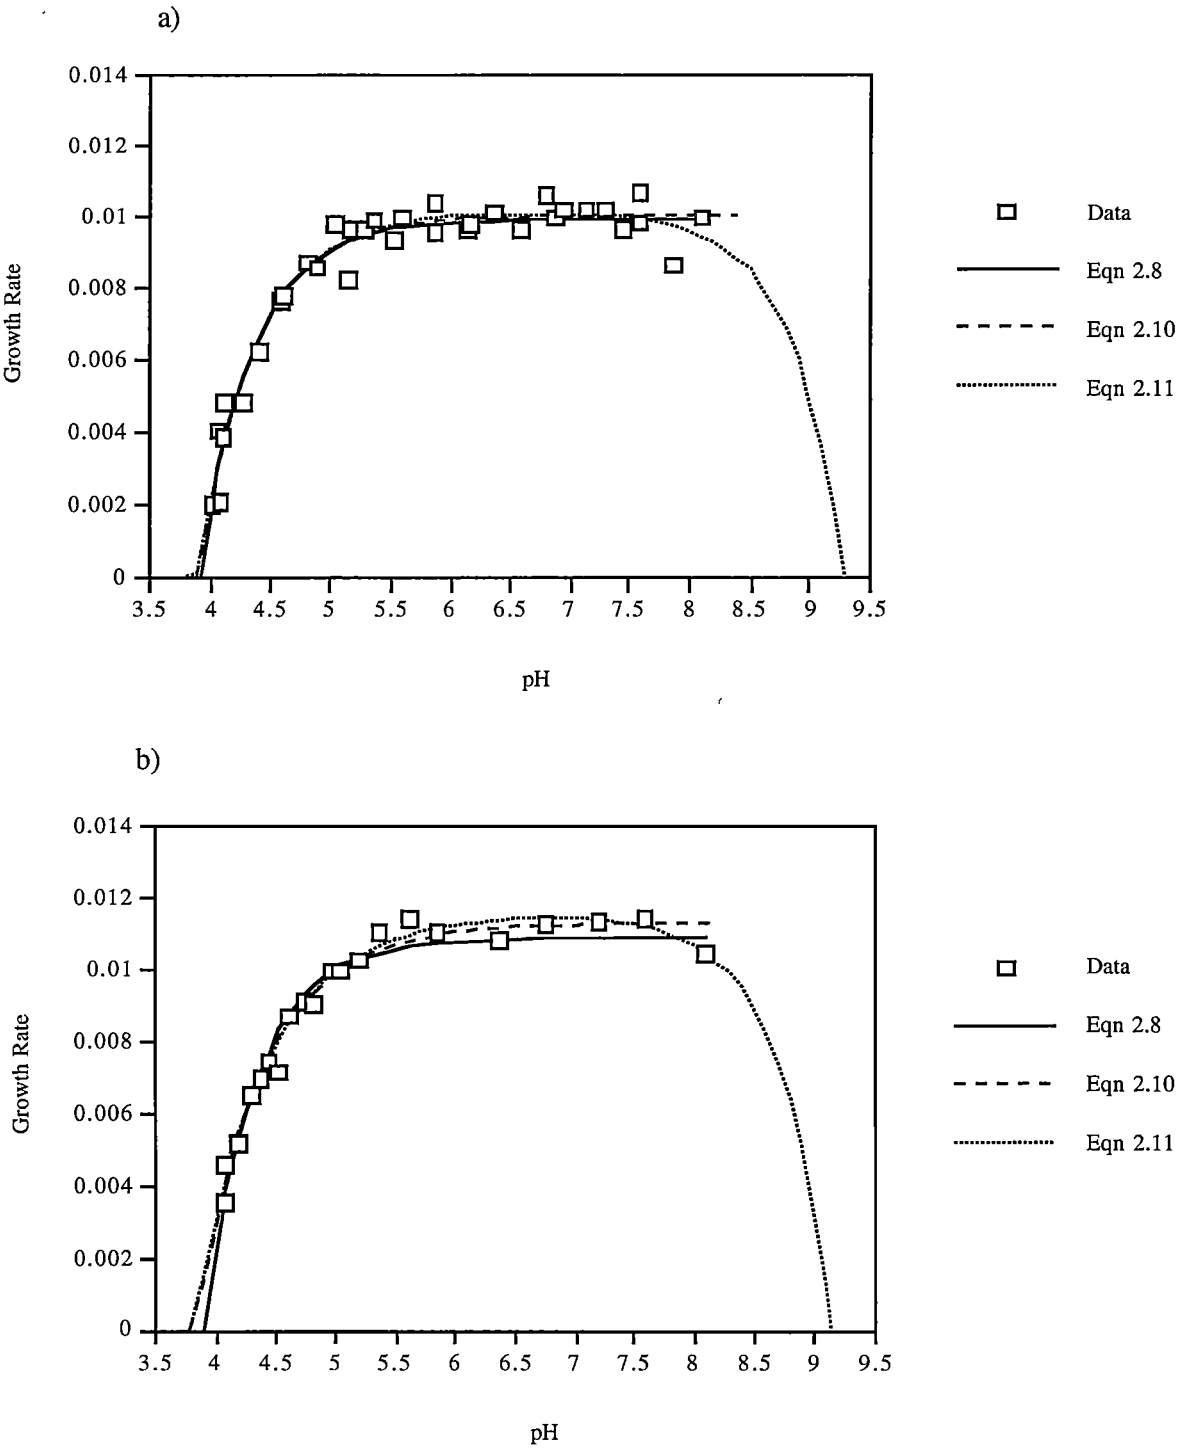 a)
0.014
0.012
0.01
0.008
0.006
0.004
0.002
0
Growth Rate
3.5 4 4.5 5 5.5 6 6.5 7 7.5 8 8.5 9 9.5
pH
Data
Eqn 2.8
Eqn 2.10
Eqn 2.11
b)
0.014
0.012
0.01
0.008
0.006
0.004
0.002
0
Growth Rate
3.5 4 4.5 5 5.5 6 6.5 7 7.5 8 8.5 9 9.5
pH
Data
Eqn 2.8
Eqn 2.10
Eqn 2.11